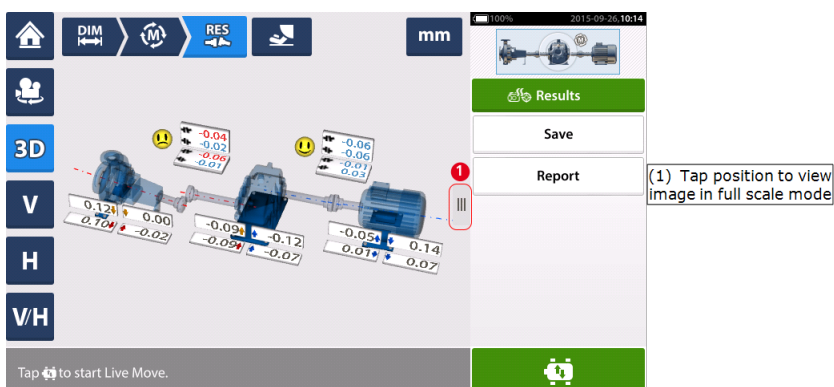 100% 2015-09-26, 10:14
DIM
M
RES
mm
M
Results
Save
Report
3D
V
H
V/H
-0.04
-0.02
-0.06
-0.01
-0.06
-0.06
-0.01
0.03
1
0.12 0.00
0.10 -0.02
-0.09 -0.12
-0.09 -0.07
-0.05 0.14
0.01 0.07
(1) Tap position to view
image in full scale mode
Tap to start Live Move.